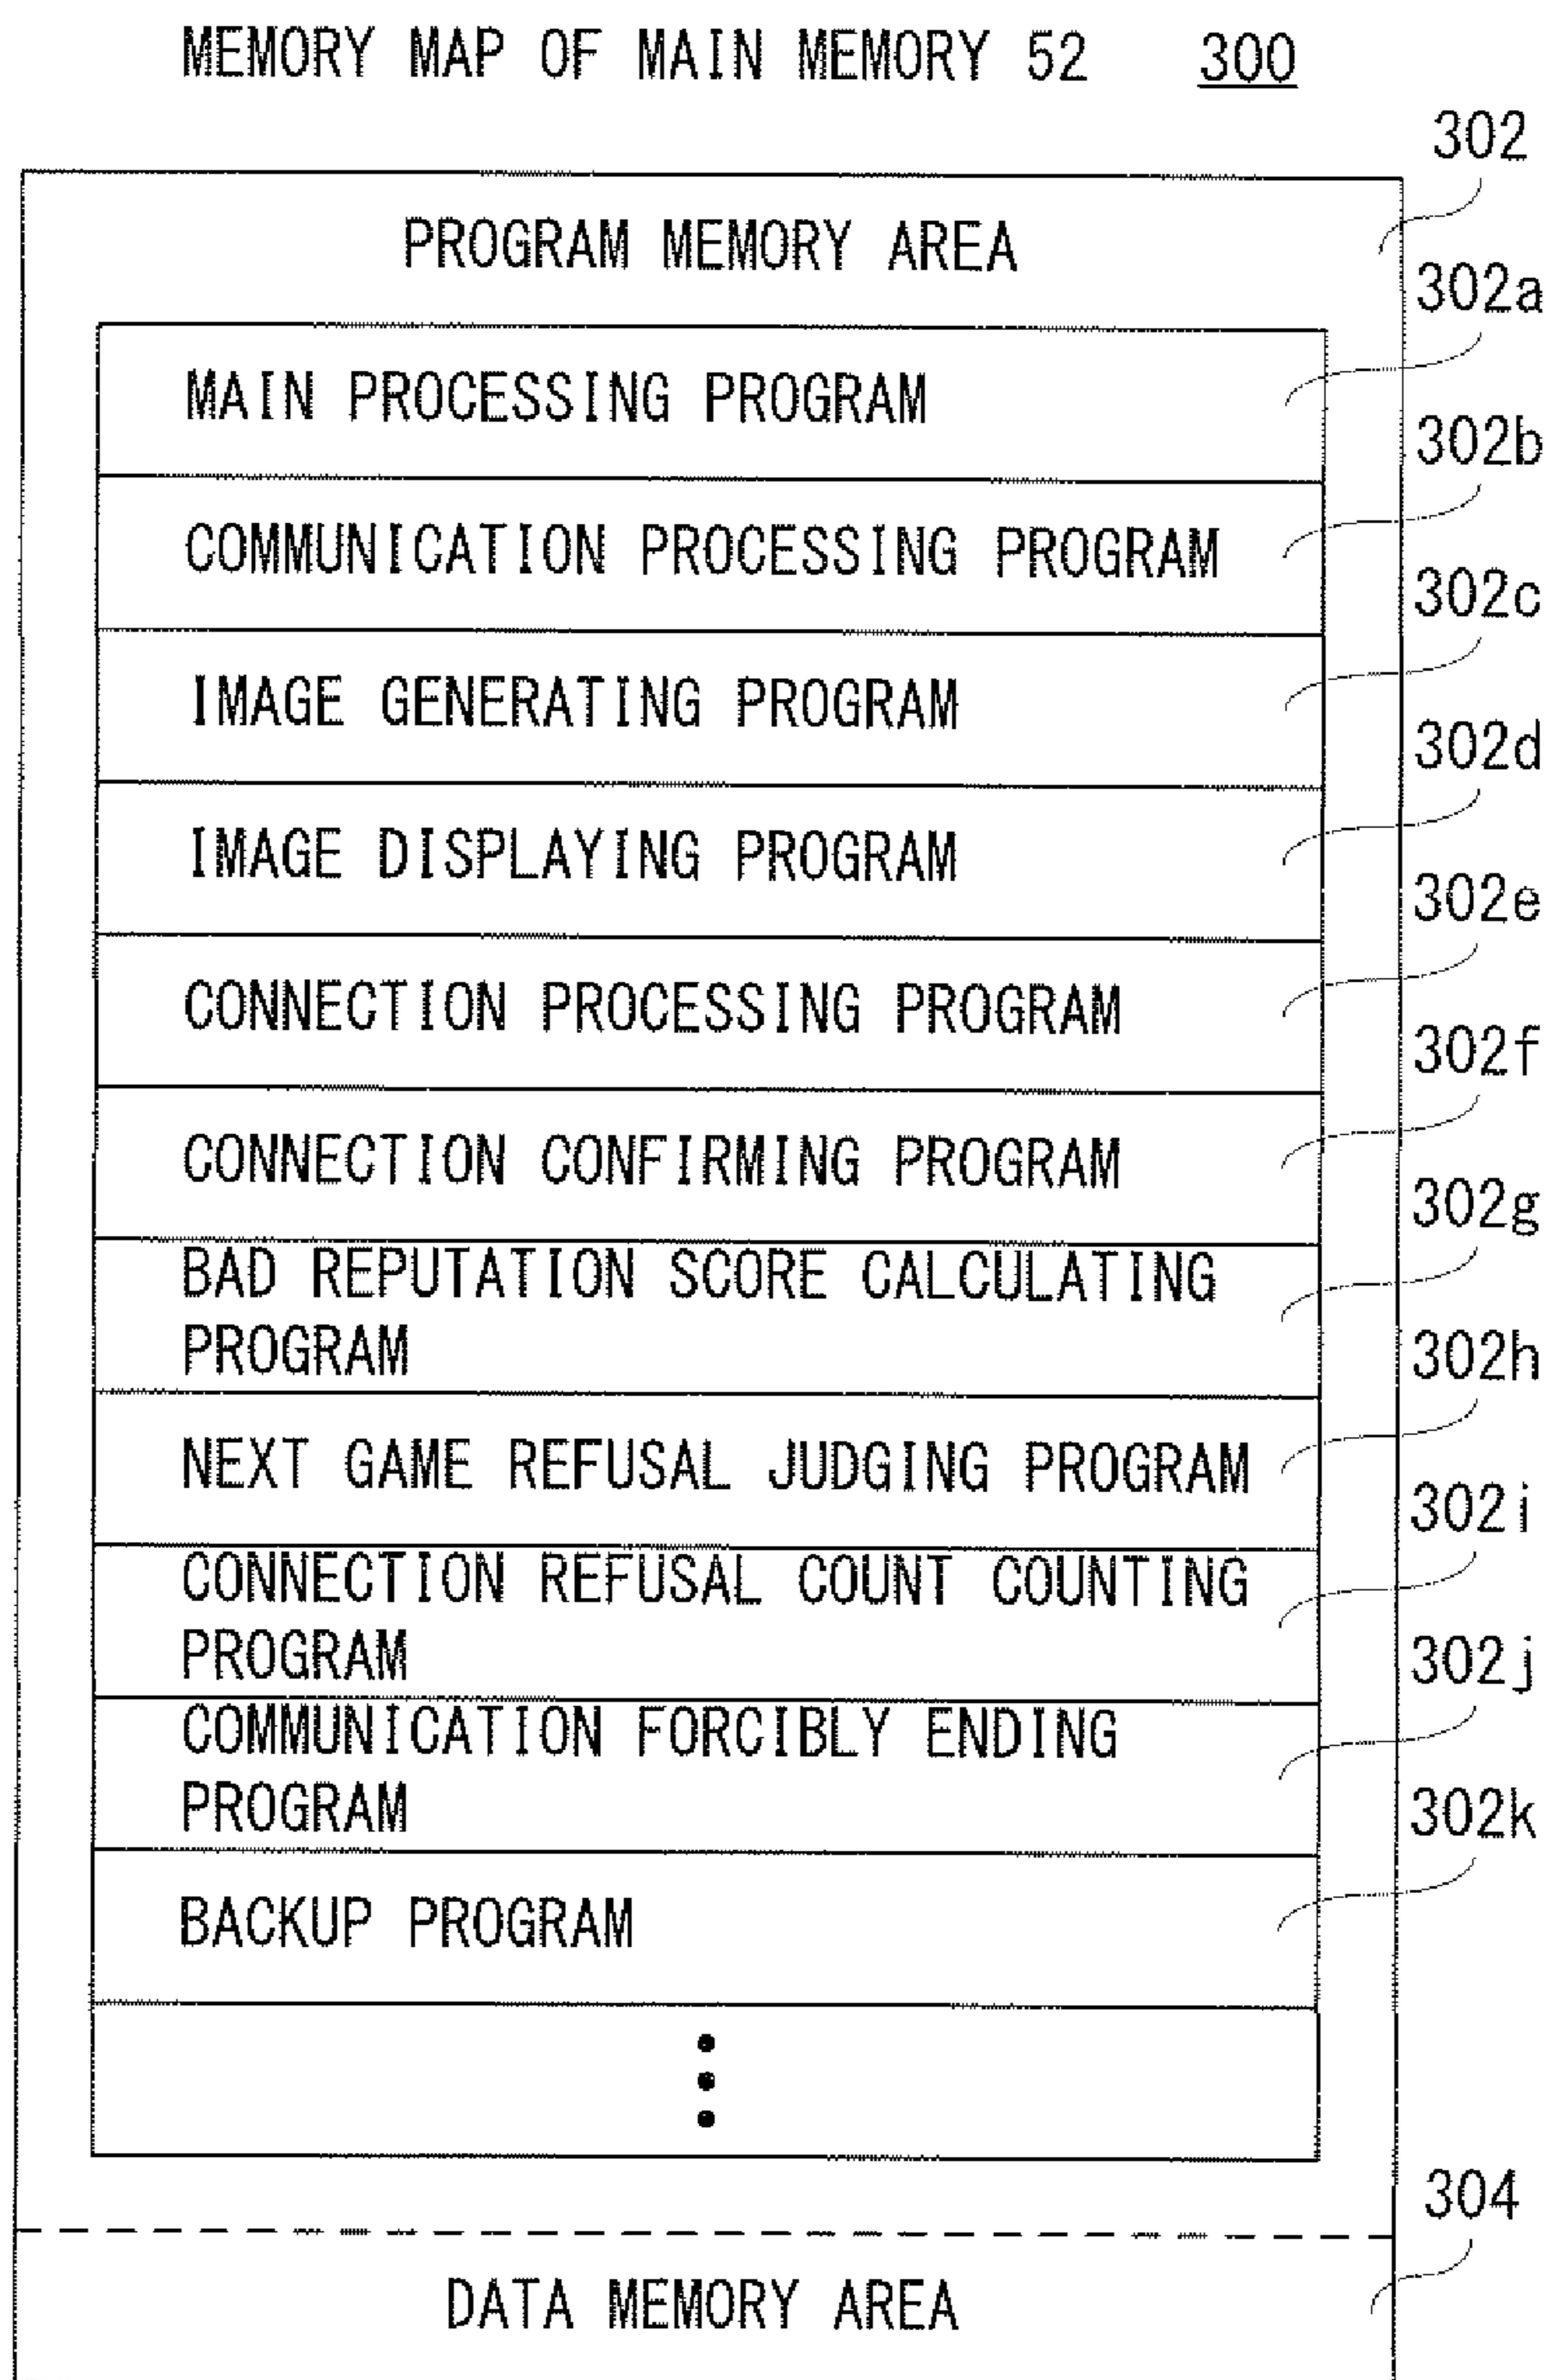 MEMORY MAP OF MAIN MEMORY 52 300
302
PROGRAM MEMORY AREA
302a
MAIN PROCESSING PROGRAM
302b
COMMUNICATION PROCESSING PROGRAM
302c
IMAGE GENERATING PROGRAM
302d
IMAGE DISPLAYING PROGRAM
302e
CONNECTION PROCESSING PROGRAM
302f
CONNECTION CONFIRMING PROGRAM
302g
BAD REPUTATION SCORE CALCULATING
PROGRAM
302h
NEXT GAME REFUSAL JUDGING PROGRAM
302i
CONNECTION REFUSAL COUNT COUNTING
PROGRAM
302j
COMMUNICATION FORCIBLY ENDING
PROGRAM
302k
BACKUP PROGRAM
304
DATA MEMORY AREA